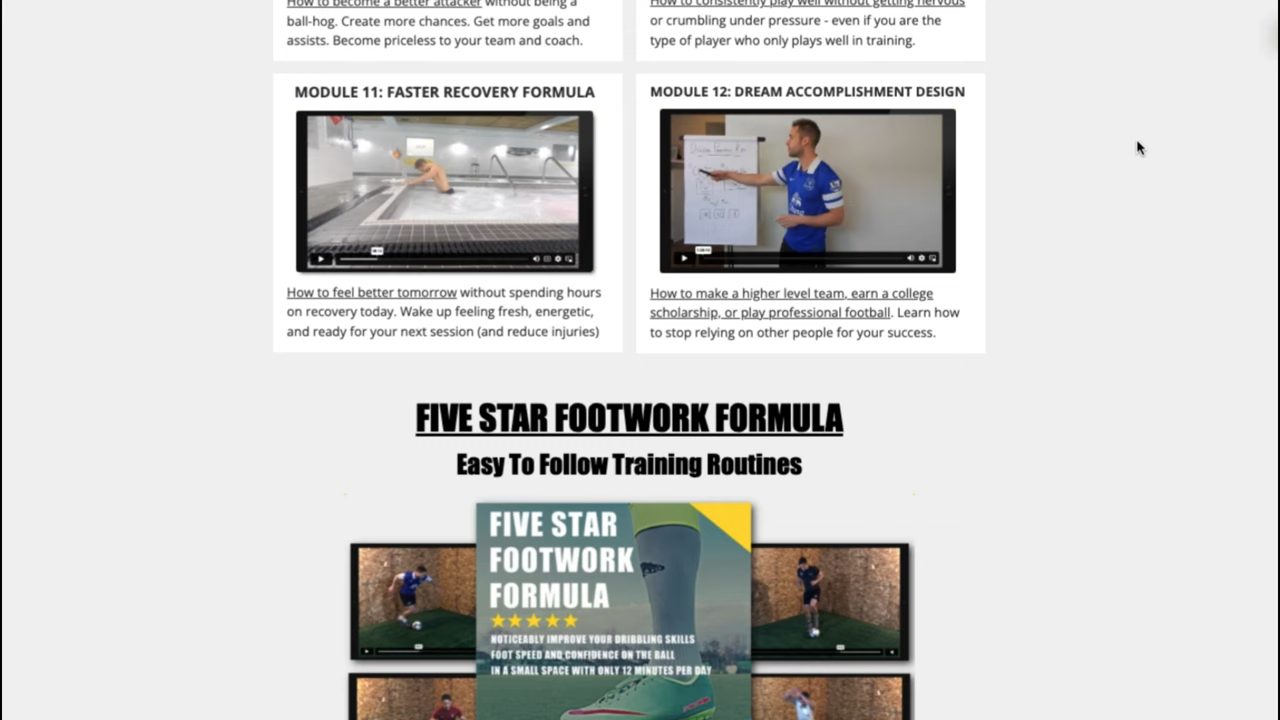 How to become a better attacker without being a
ball-hog. Create more chances. Get more goals and
assists. Become priceless to your team and coach.
How to consistently play well without getting nervous
or crumbling under pressure - even if you are the
type of player who only plays well in training.
MODULE 11: FASTER RECOVERY FORMULA
How to feel better tomorrow without spending hours
on recovery today. Wake up feeling fresh, energetic,
and ready for your next session (and reduce injuries)
MODULE 12: DREAM ACCOMPLISHMENT DESIGN
How to make a higher level team, earn a college
scholarship, or play professional football. Learn how
to stop relying on other people for your success.
FIVE STAR FOOTWORK FORMULA
Easy To Follow Training Routines
FIVE STAR
FOOTWORK
FORMULA
NOTICEABLY IMPROVE YOUR DRIBBLING SKILLS
FOOT SPEED AND CONFIDENCE ON THE BALL
IN A SMALL SPACE WITH ONLY 12 MINUTES PER DAY